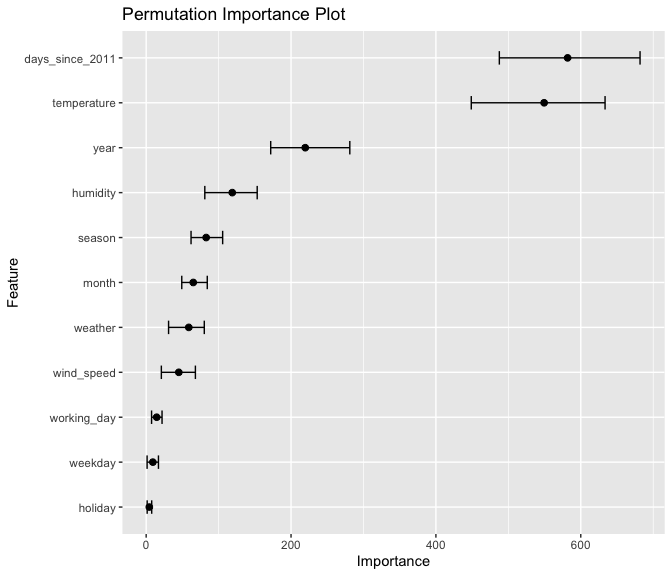 Permutation Importance Plot
Feature
days_since_2011
temperature
year
humidity
season
month
weather
wind_speed
working_day
weekday
holiday
0
200
400
600
Importance